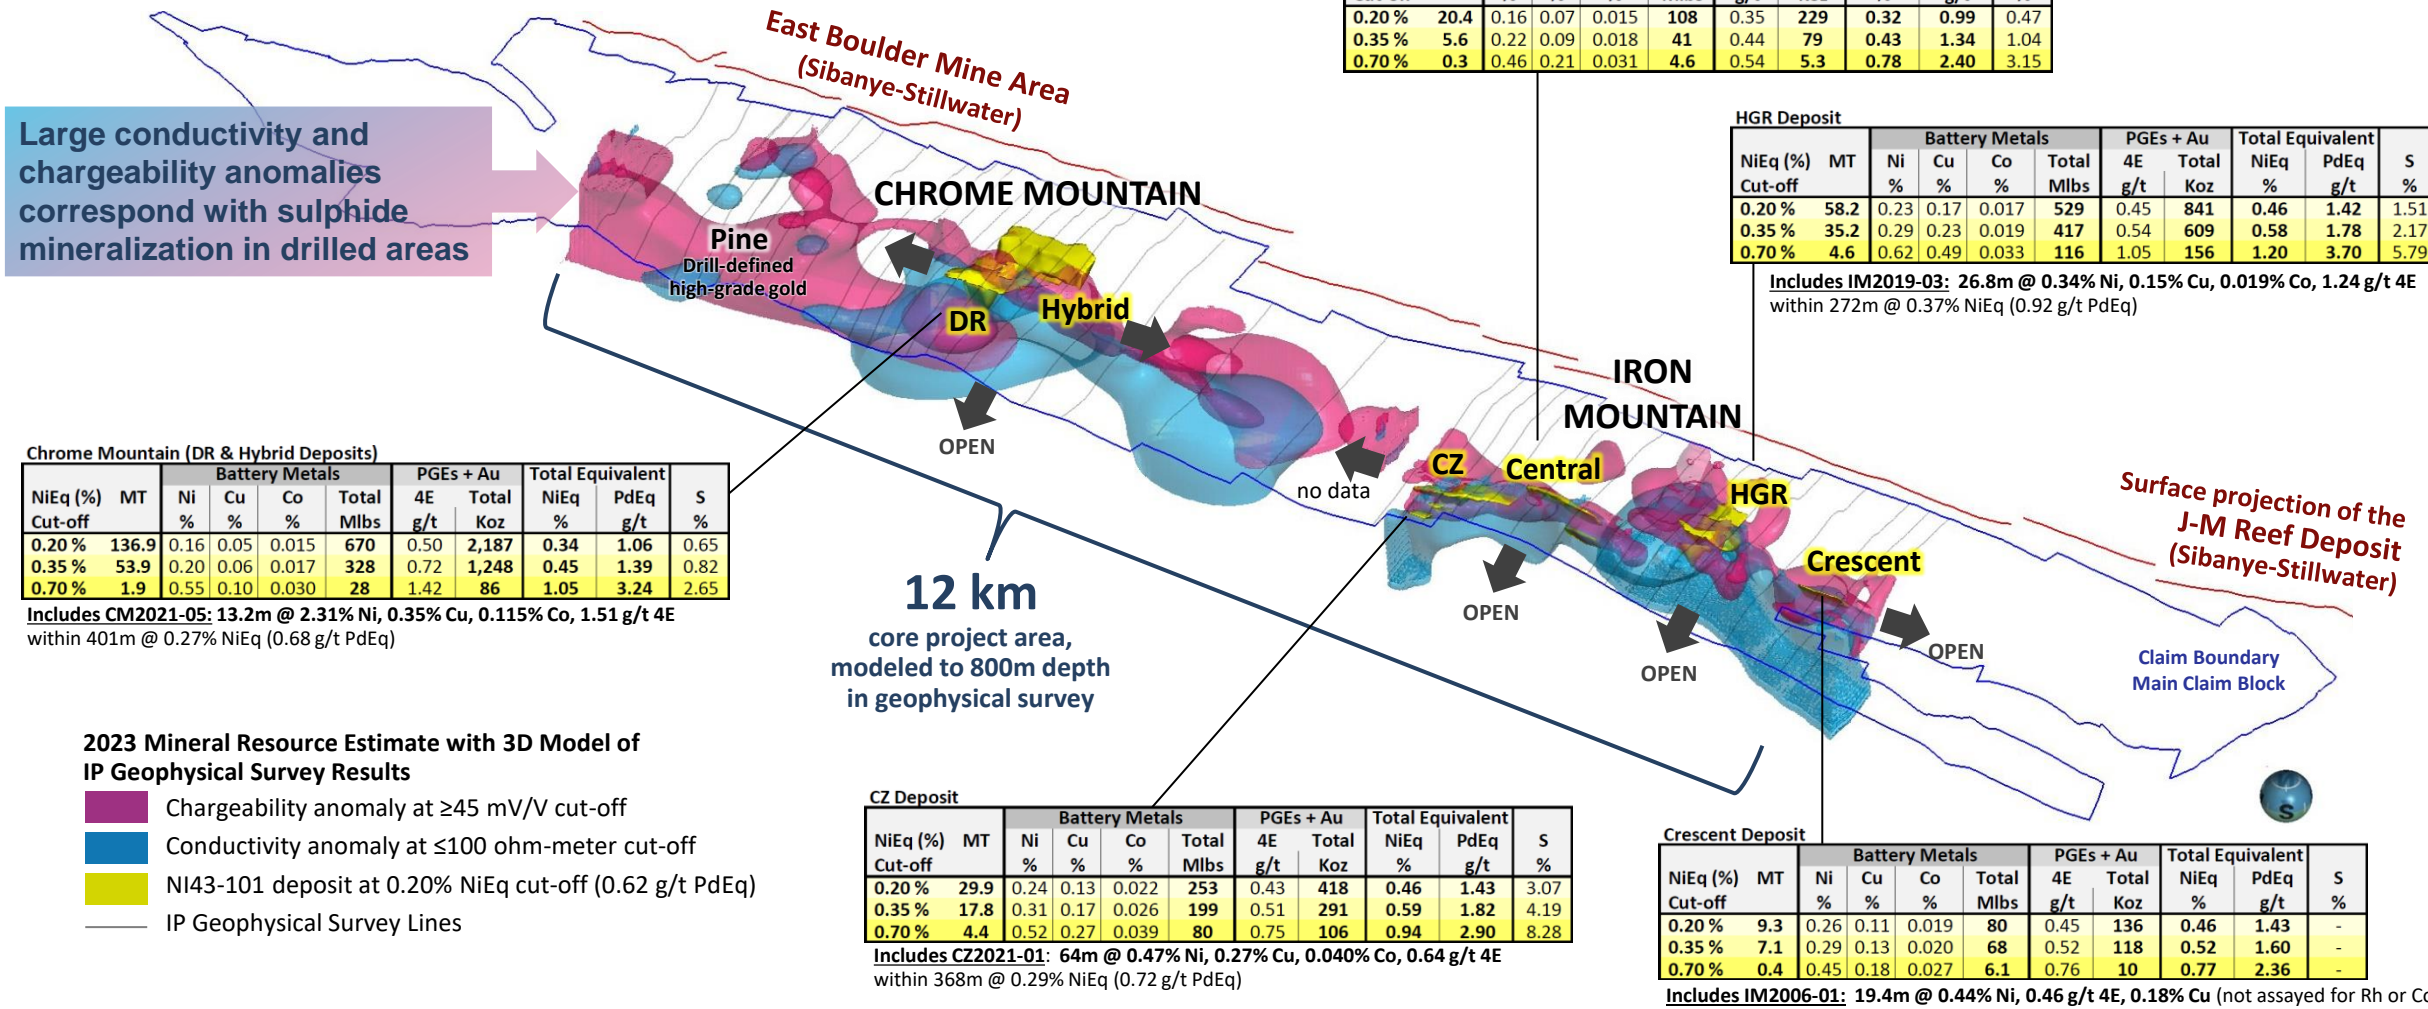 0.20 % 20.4 0.16 0.07 0.015 108 0.35 229 0.32 0.99 0.47
0.35 % 5.6 0.22 0.09 0.018 41 0.44 79 0.43 1.34 1.04
0.70 % 0.3 0.46 0.21 0.031 4.6 0.54 5.3 0.78 2.40 3.15
East Boulder Mine Area
(Sibanye-Stillwater)
Large conductivity and
chargeability anomalies
correspond with sulphide
mineralization in drilled areas
HGR Deposit
Battery Metals PGEs + Au Total Equivalent
NiEq (%) MT Ni Cu Co Total 4E Total NiEq PdEq S
Cut-off % % % Mlbs g/t Koz % g/t %
0.20 % 58.2 0.23 0.17 0.017 529 0.45 841 0.46 1.42 1.51
0.35 % 35.2 0.29 0.23 0.019 417 0.54 609 0.58 1.78 2.17
0.70 % 4.6 0.62 0.49 0.033 116 1.05 156 1.20 3.70 5.79
Includes IM2019-03: 26.8m @ 0.34% Ni, 0.15% Cu, 0.019% Co, 1.24 g/t 4E
within 272m @ 0.37% NiEq (0.92 g/t PdEq)
CHROME MOUNTAIN
Pine
Drill-defined
high-grade gold
DR
Hybrid
OPEN
IRON
MOUNTAIN
no data
CZ
Central
HGR
Crescent
OPEN
OPEN
OPEN
Surface projection of the
J-M Reef Deposit
(Sibanye-Stillwater)
Claim Boundary
Main Claim Block
Chrome Mountain (DR & Hybrid Deposits)
Battery Metals PGEs + Au Total Equivalent
NiEq (%) MT Ni Cu Co Total 4E Total NiEq PdEq S
Cut-off % % % Mlbs g/t Koz % g/t %
0.20 % 136.9 0.16 0.05 0.015 670 0.50 2,187 0.34 1.06 0.65
0.35 % 53.9 0.20 0.06 0.017 328 0.72 1,248 0.45 1.39 0.82
0.70 % 1.9 0.55 0.10 0.030 28 1.42 86 1.05 3.24 2.65
Includes CM2021-05: 13.2m @ 2.31% Ni, 0.35% Cu, 0.115% Co, 1.51 g/t 4E
within 401m @ 0.27% NiEq (0.68 g/t PdEq)
12 km
core project area,
modeled to 800m depth
in geophysical survey
2023 Mineral Resource Estimate with 3D Model of
IP Geophysical Survey Results
Chargeability anomaly at ≥45 mV/V cut-off
Conductivity anomaly at ≤100 ohm-meter cut-off
NI43-101 deposit at 0.20% NiEq cut-off (0.62 g/t PdEq)
IP Geophysical Survey Lines
CZ Deposit
Battery Metals PGEs + Au Total Equivalent
NiEq (%) MT Ni Cu Co Total 4E Total NiEq PdEq S
Cut-off % % % Mlbs g/t Koz % g/t %
0.20 % 29.9 0.24 0.13 0.022 253 0.43 418 0.46 1.43 3.07
0.35 % 17.8 0.31 0.17 0.026 199 0.51 291 0.59 1.82 4.19
0.70 % 4.4 0.52 0.27 0.039 80 0.75 106 0.94 2.90 8.28
Includes CZ2021-01: 64m @ 0.47% Ni, 0.27% Cu, 0.040% Co, 0.64 g/t 4E
within 368m @ 0.29% NiEq (0.72 g/t PdEq)
S
Crescent Deposit
Battery Metals PGEs + Au Total Equivalent
NiEq (%) MT Ni Cu Co Total 4E Total NiEq PdEq S
Cut-off % % % Mlbs g/t Koz % g/t %
0.20 % 9.3 0.26 0.11 0.019 80 0.45 136 0.46 1.43 -
0.35 % 7.1 0.29 0.13 0.020 68 0.52 118 0.52 1.60 -
0.70 % 0.4 0.45 0.18 0.027 6.1 0.76 10 0.77 2.36 -
Includes IM2006-01: 19.4m @ 0.44% Ni, 0.46 g/t 4E, 0.18% Cu (not assayed for Rh or Co